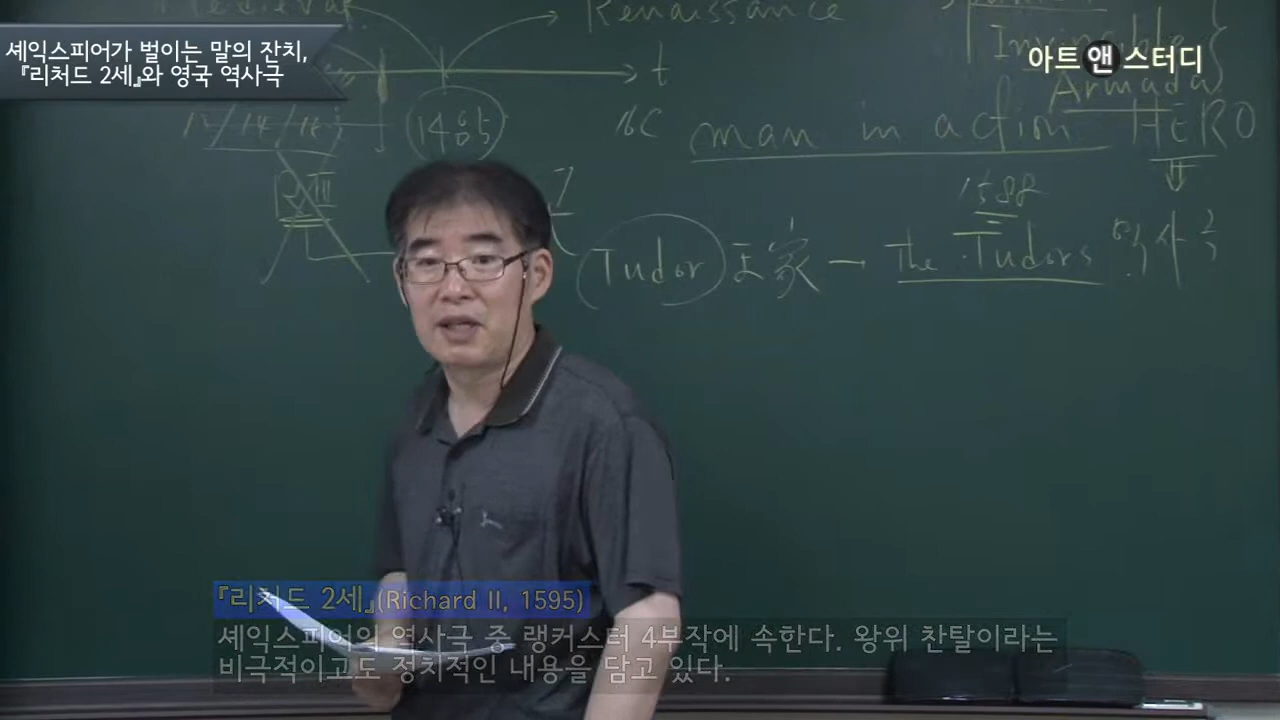 셰익스피어가 벌이는 말의 잔치,
『리처드 2세』와 영국 역사극
아트앤스터디
Medieval
Renaissance
t
Invincible
Armada
16C
man in action HERO
1588
Tudor 王家 → the Tudors 역사
『리처드 2세』(Richard II, 1595)
셰익스피어의 역사극 중 랭커스터 4부작에 속한다. 왕위 찬탈이라는
비극적이고도 정치적인 내용을 담고 있다.